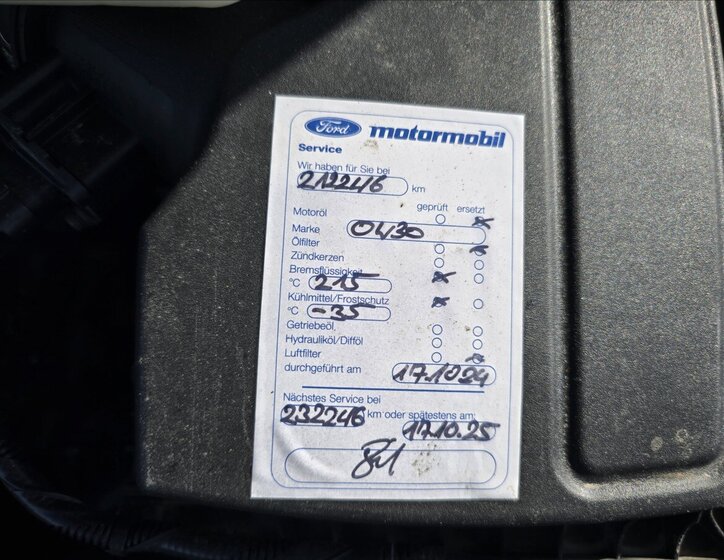 Ford motormobil
Service
Wir haben für Sie bei
212246 km
geprüft ersetzt
Motoröl
Marke 0W30
Ölfilter
Zündkerzen
Bremsflüssigkeit
°C 215
Kühlmittel/Frostschutz
°C -35
Getriebeöl
Hydrauliköl/Difföl
Luftfilter
durchgeführt am 17.10.24
Nächstes Service bei
232246 km oder spätestens am:
17.10.25